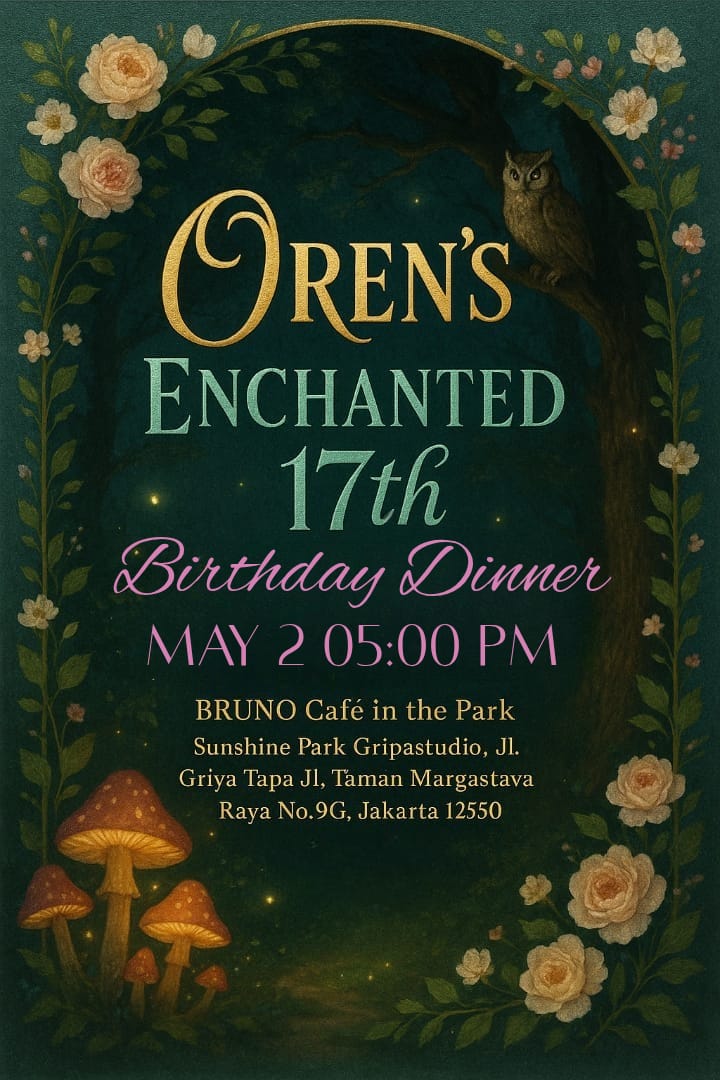 OREN'S
ENCHANTED
17th
Birthday Dinner
MAY 2 05:00 PM
BRUNO Café in the Park
Sunshine Park Gripastudio, Jl.
Griya Tapa Jl, Taman Margastava
Raya No.9G, Jakarta 12550